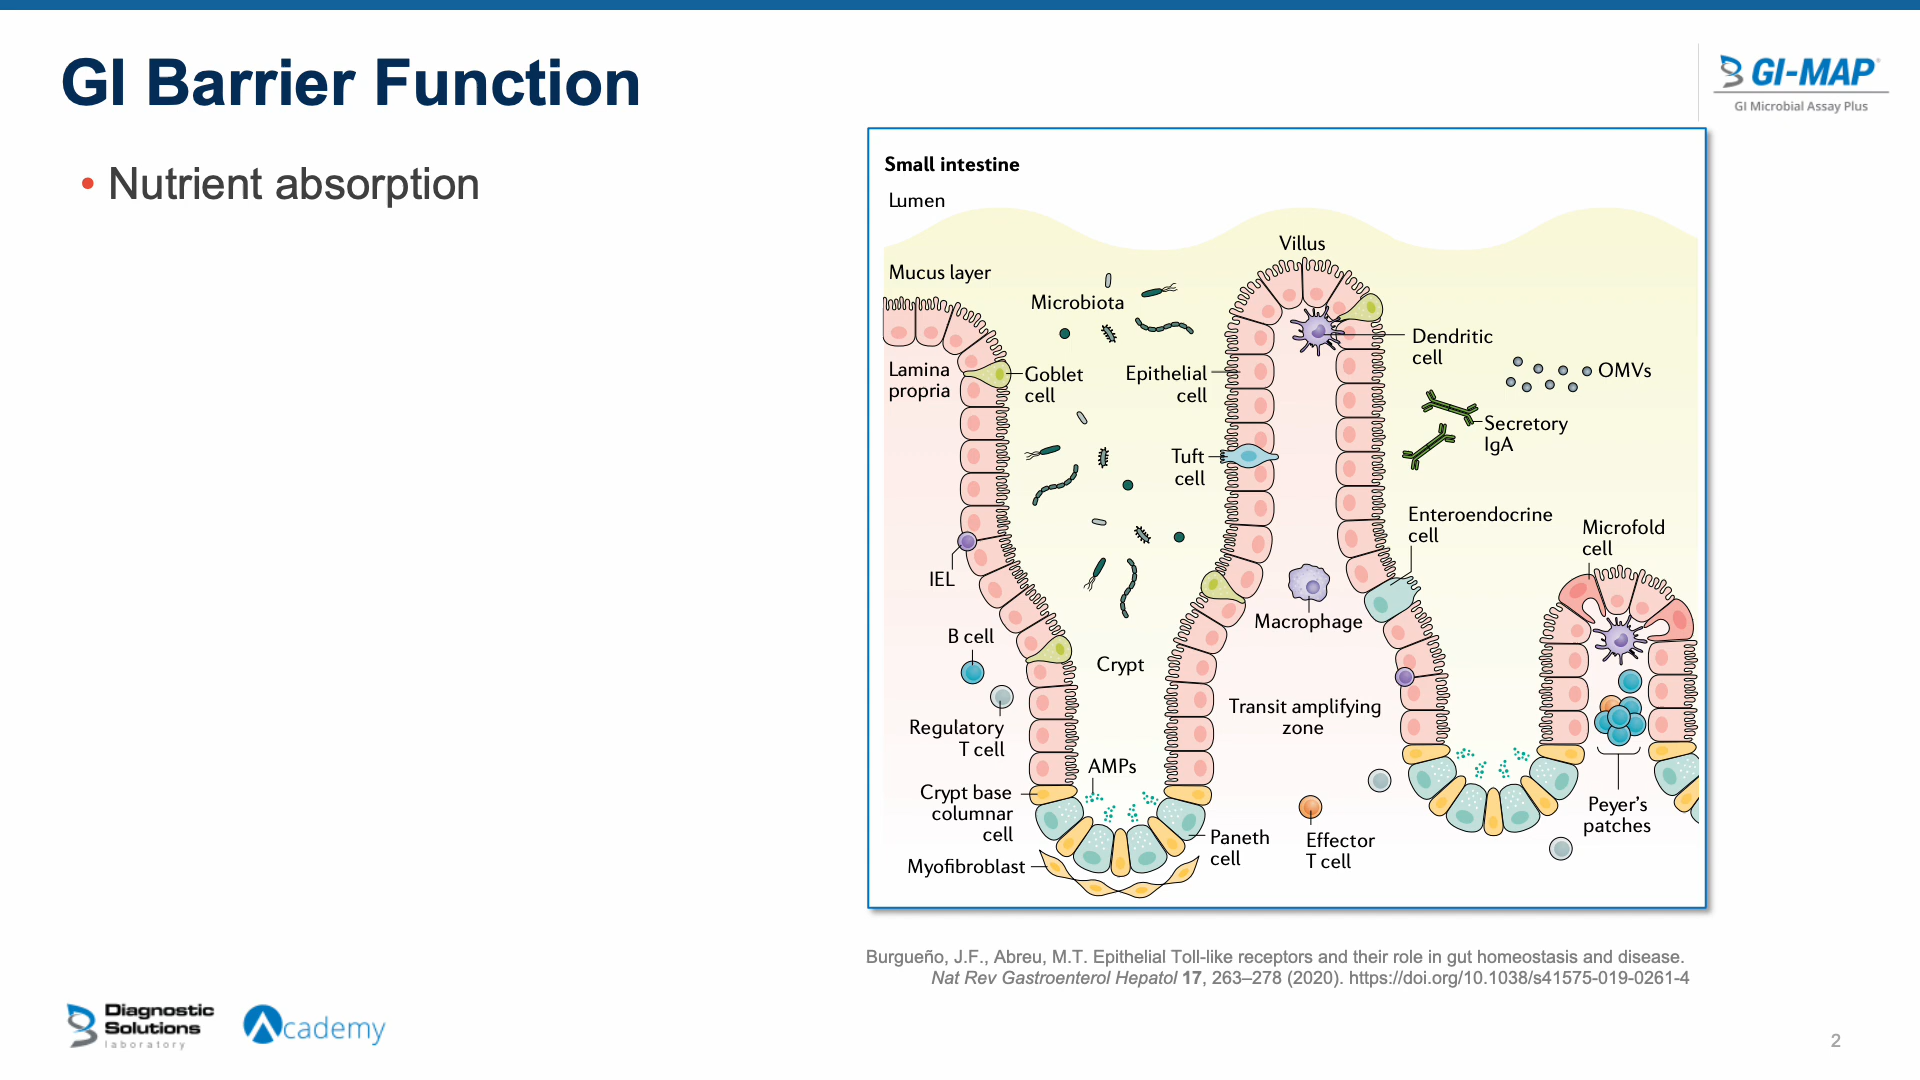 GI Barrier Function
GI-MAP®
GI Microbial Assay Plus
• Nutrient absorption
Small intestine
Lumen
Villus
Mucus layer
Microbiota
Dendritic
cell
Lamina
propria
Goblet
cell
Epithelial
cell
OMVs
Secretory
IgA
Tuft
cell
Enteroendocrine
cell
Microfold
cell
IEL
Macrophage
B cell
Crypt
Regulatory
T cell
Transit amplifying
zone
AMPs
Crypt base
columnar
cell
Peyer's
patches
Paneth
cell
Effector
T cell
Myofibroblast
Burgueño, J.F., Abreu, M.T. Epithelial Toll-like receptors and their role in gut homeostasis and disease.
Nat Rev Gastroenterol Hepatol 17, 263–278 (2020). https://doi.org/10.1038/s41575-019-0261-4
Diagnostic
Solutions
laboratory
Academy
2